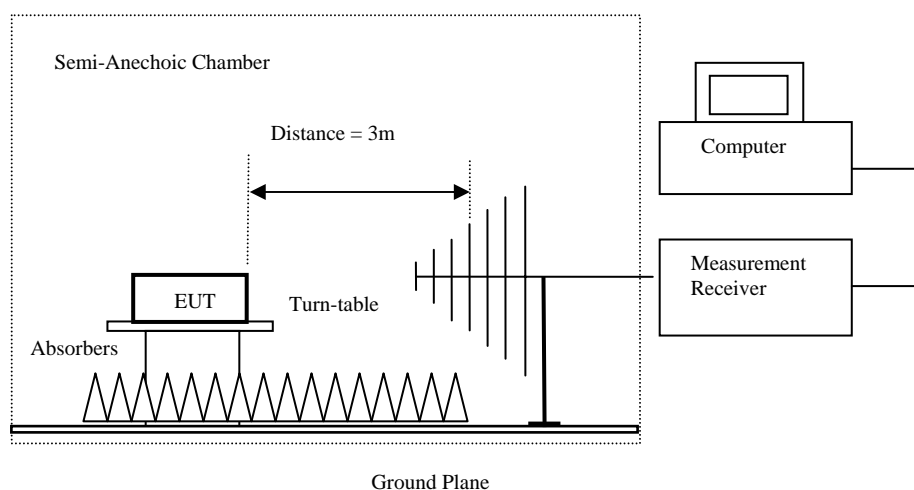 Semi-Anechoic Chamber
Distance = 3m
Computer
Measurement
Receiver
EUT
Turn-table
Absorbers
Ground Plane